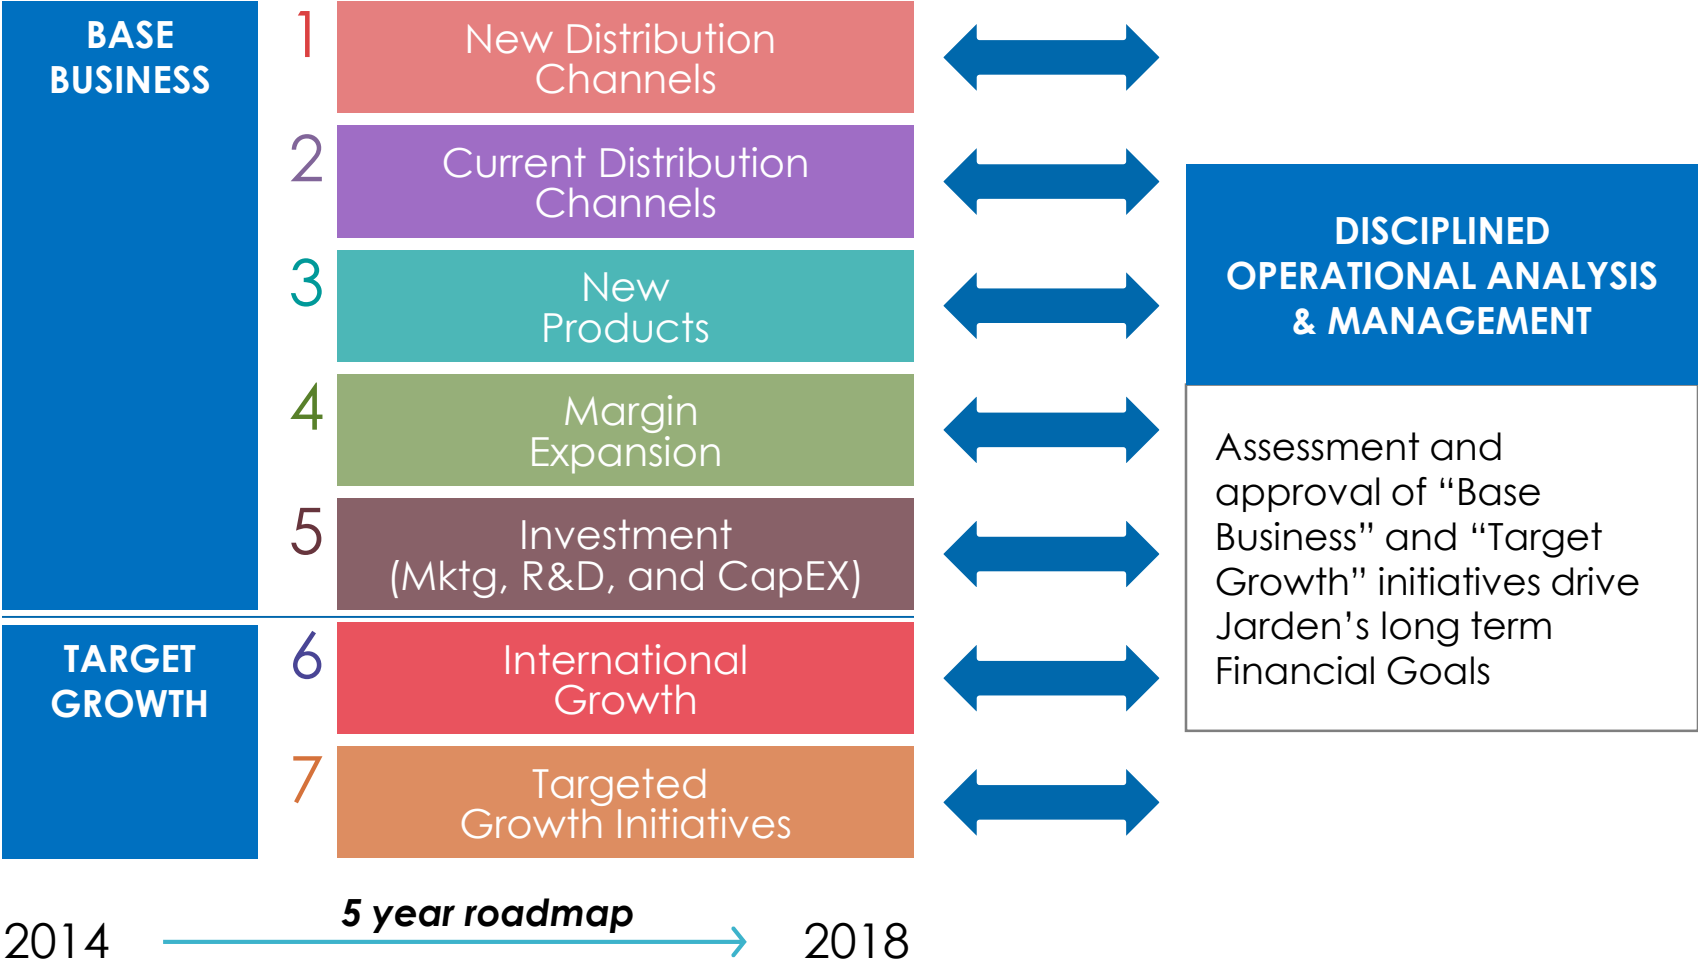 BASE
BUSINESS
1
New Distribution
Channels
2
Current Distribution
Channels
3
New
Products
4
Margin
Expansion
5
Investment
(Mktg, R&D, and CapEX)
TARGET
GROWTH
6
International
Growth
7
Targeted
Growth Initiatives
DISCIPLINED
OPERATIONAL ANALYSIS
& MANAGEMENT
Assessment and
approval of “Base
Business” and “Target
Growth” initiatives drive
Jarden’s long term
Financial Goals
2014
5 year roadmap
2018